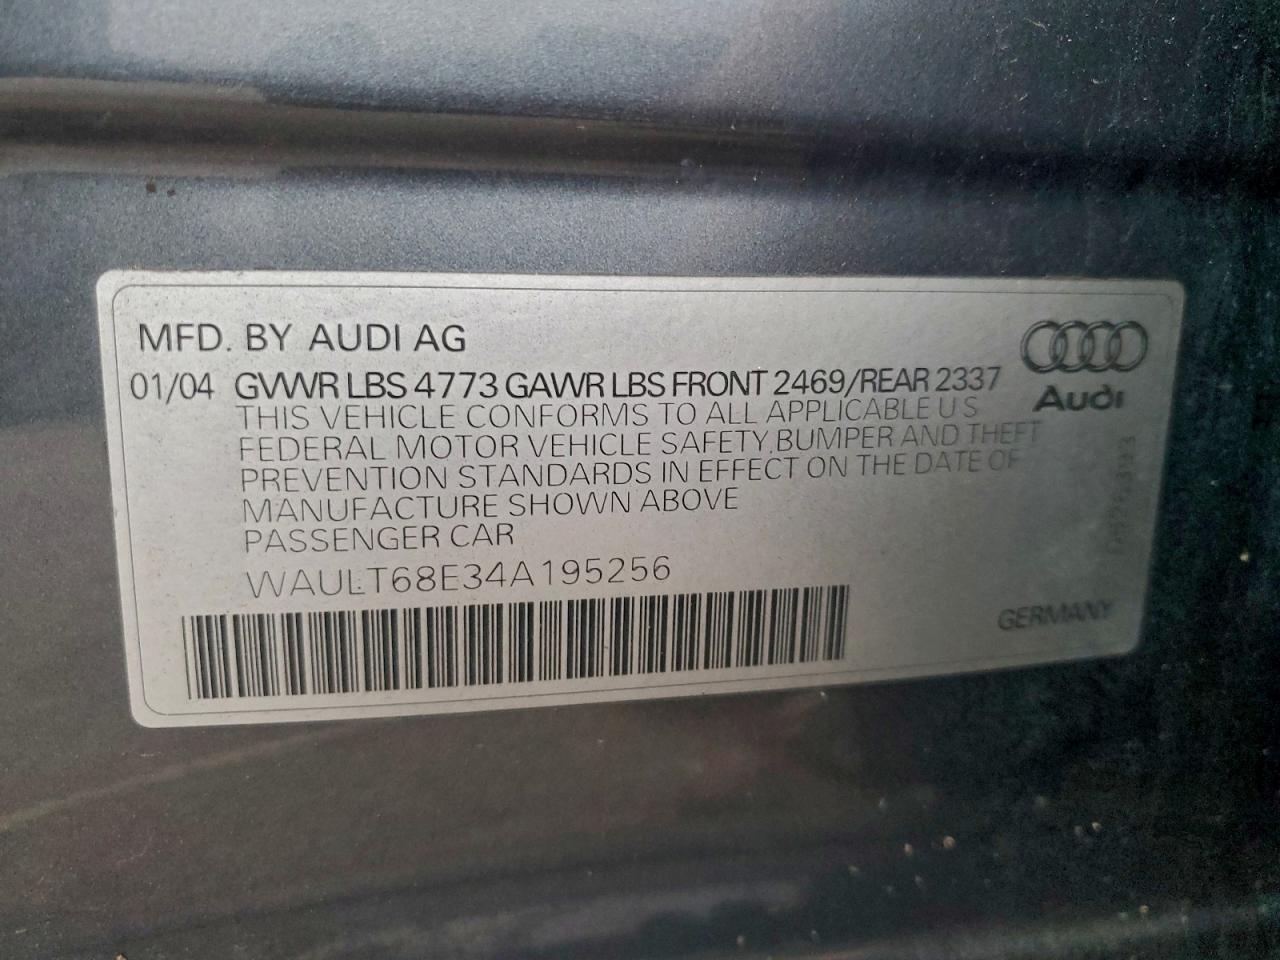 MFD. BY AUDI AG
01/04 GVWR LBS 4773 GAWR LBS FRONT 2469/REAR 2337
Audi
THIS VEHICLE CONFORMS TO ALL APPLICABLE U S
FEDERAL MOTOR VEHICLE SAFETY, BUMPER AND THEFT
PREVENTION STANDARDS IN EFFECT ON THE DATE OF
MANUFACTURE SHOWN ABOVE
PASSENGER CAR
WAULT68E34A195256
GERMANY